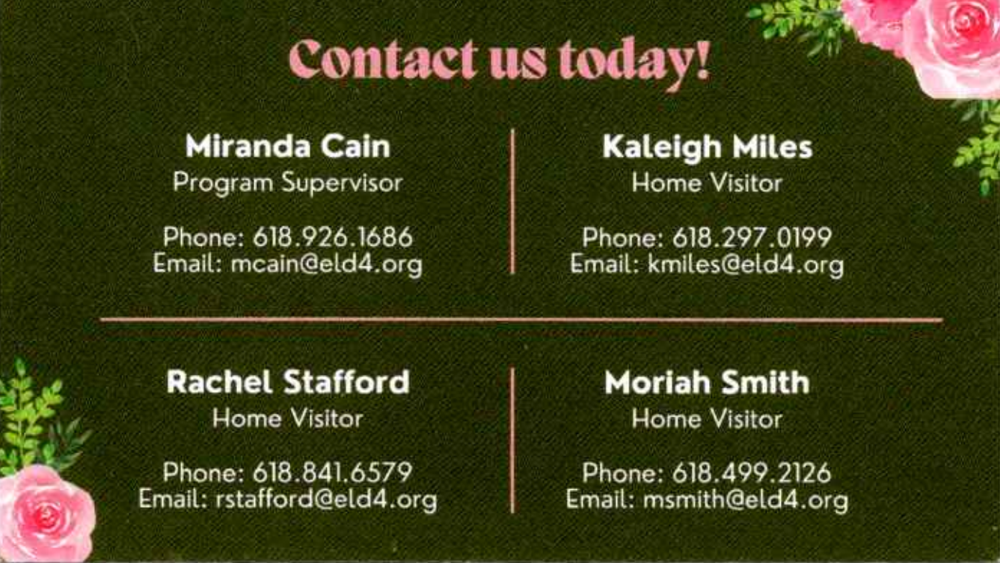 Contact us today!
Miranda Cain
Program Supervisor
Phone: 618.926.1686
Email: mcain@eld4.org
Kaleigh Miles
Home Visitor
Phone: 618.297.0199
Email: kmiles@eld4.org
Rachel Stafford
Home Visitor
Phone: 618.841.6579
Email: rstafford@eld4.org
Moriah Smith
Home Visitor
Phone: 618.499.2126
Email: msmith@eld4.org